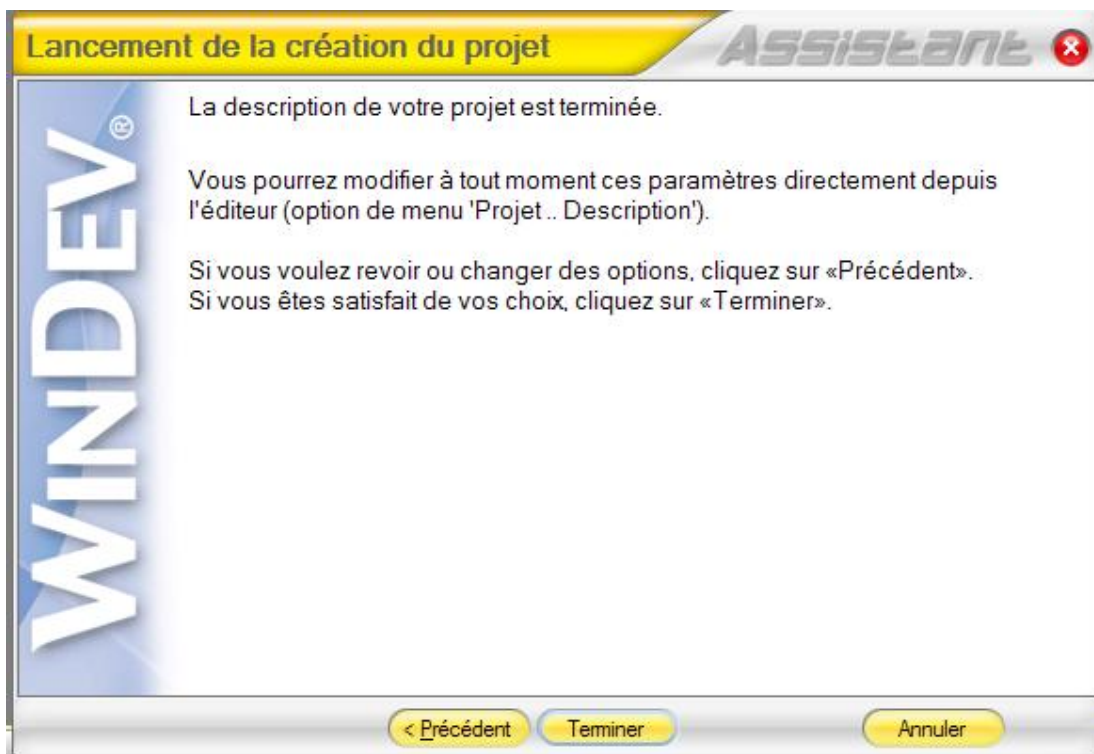 Lancement de la création du projet
Assistant
WINDEV®
La description de votre projet est terminée.
Vous pourrez modifier à tout moment ces paramètres directement depuis
l'éditeur (option de menu 'Projet .. Description').
Si vous voulez revoir ou changer des options, cliquez sur «Précédent».
Si vous êtes satisfait de vos choix, cliquez sur «Terminer».
< Précédent
Terminer
Annuler